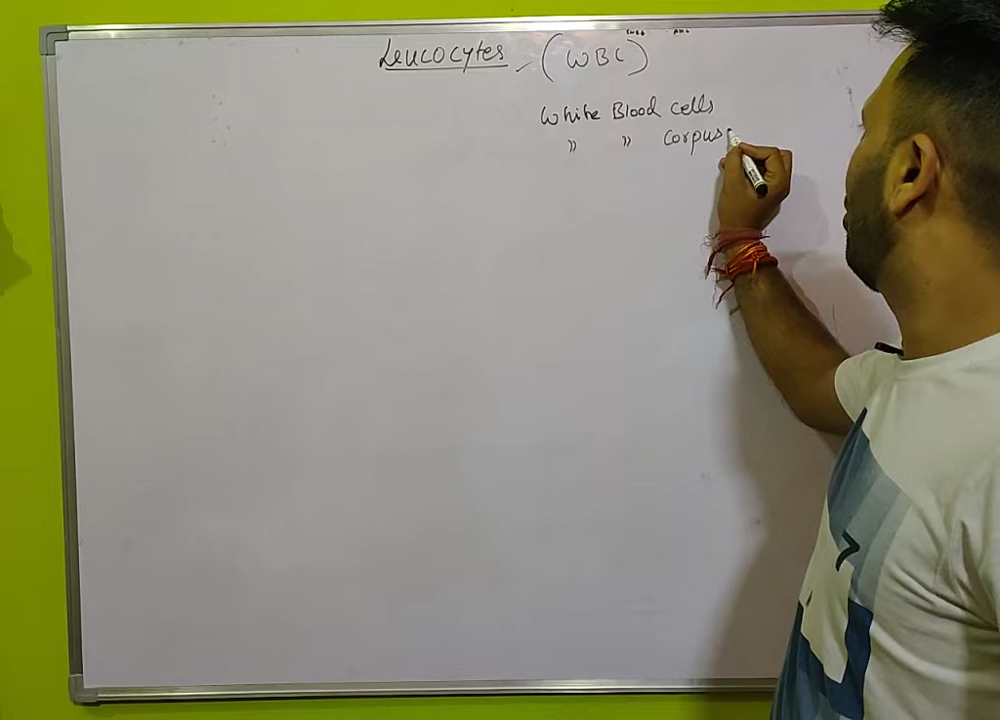 Leucocytes - (WBC)
White Blood cells
" " corpus